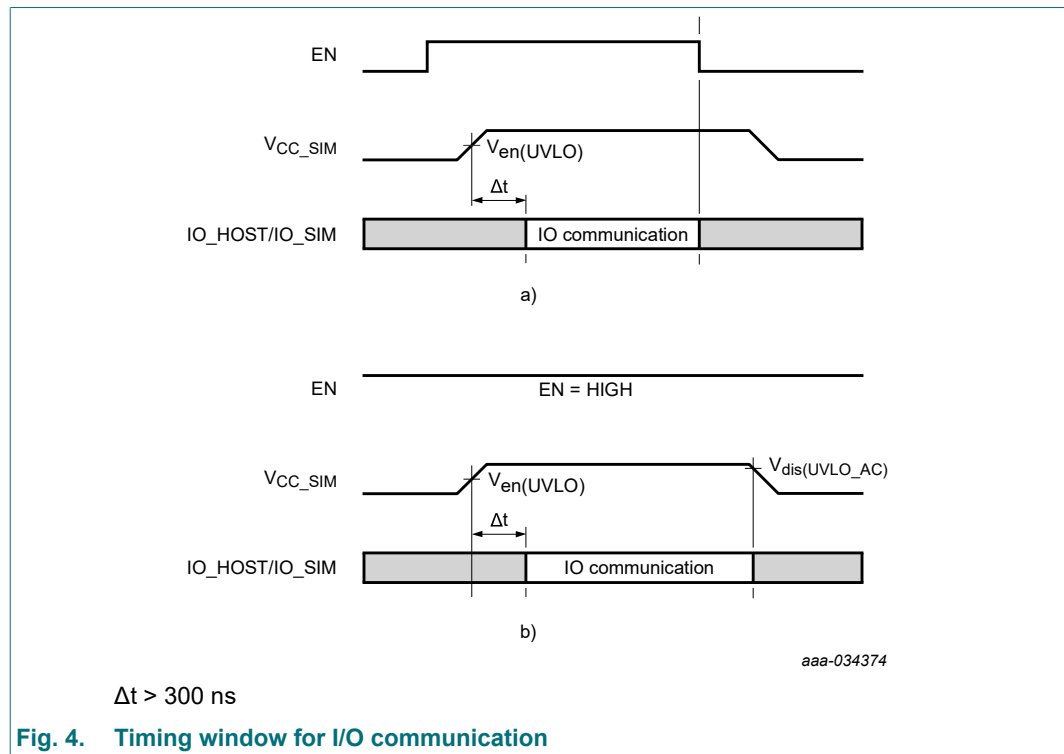 EN
VCC_SIM
Ven(UVLO)
Δt
IO_HOST/IO_SIM
IO communication
a)
EN
EN = HIGH
VCC_SIM
Ven(UVLO)
Vdis(UVLO_AC)
Δt
IO_HOST/IO_SIM
IO communication
b)
aaa-034374
Δt > 300 ns
Fig. 4. Timing window for I/O communication